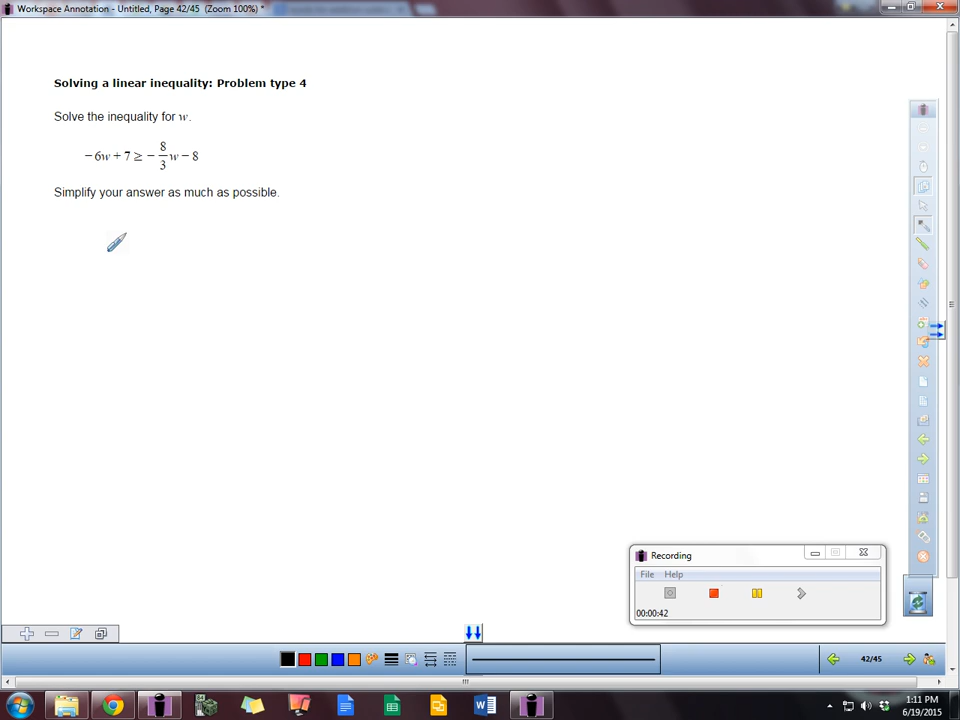 Workspace Annotation - Untitled, Page 42/45 (Zoom 100%) *
Solving a linear inequality: Problem type 4
Solve the inequality for w.
−6w + 7 ≥ −8/3 w − 8
Simplify your answer as much as possible.
Recording
File Help
00:00:42
42/45
1:11 PM
6/19/2015